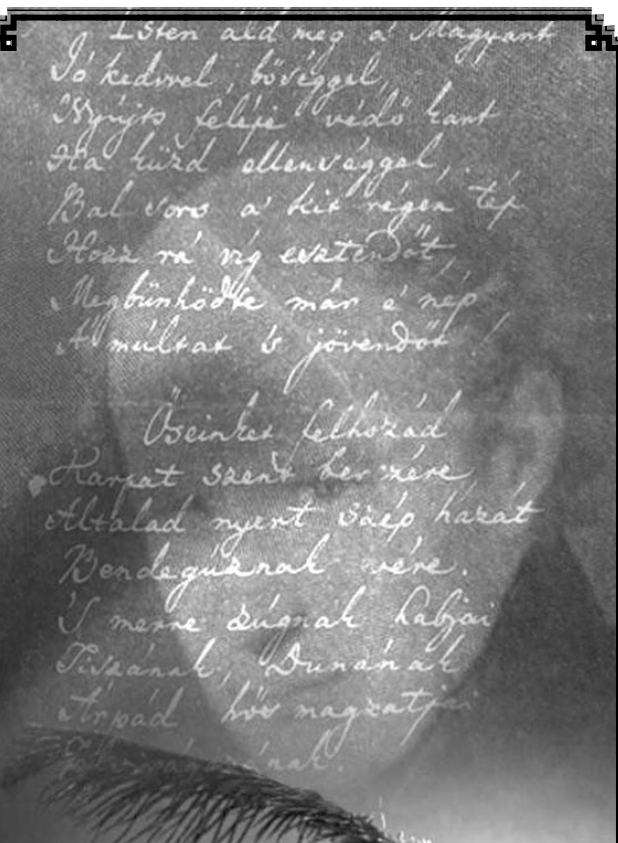 Isten áld meg a' Magyart
Jó kedvvel, bőséggel,
Nyújts feléje védő kart
Ha küzd ellenséggel,
Bal sors a' kit régen tép
Hozz rá víg esztendőt,
Megbűnhödte már e' nép
A' múltat 's jövendőt!
Őseinket felhozád
Kárpát szent bérczére
Általad nyert szép hazát
Bendegúznak vére.
'S merre zúgnak habjai
Tiszának, Dunának
Árpád hős magzatjai